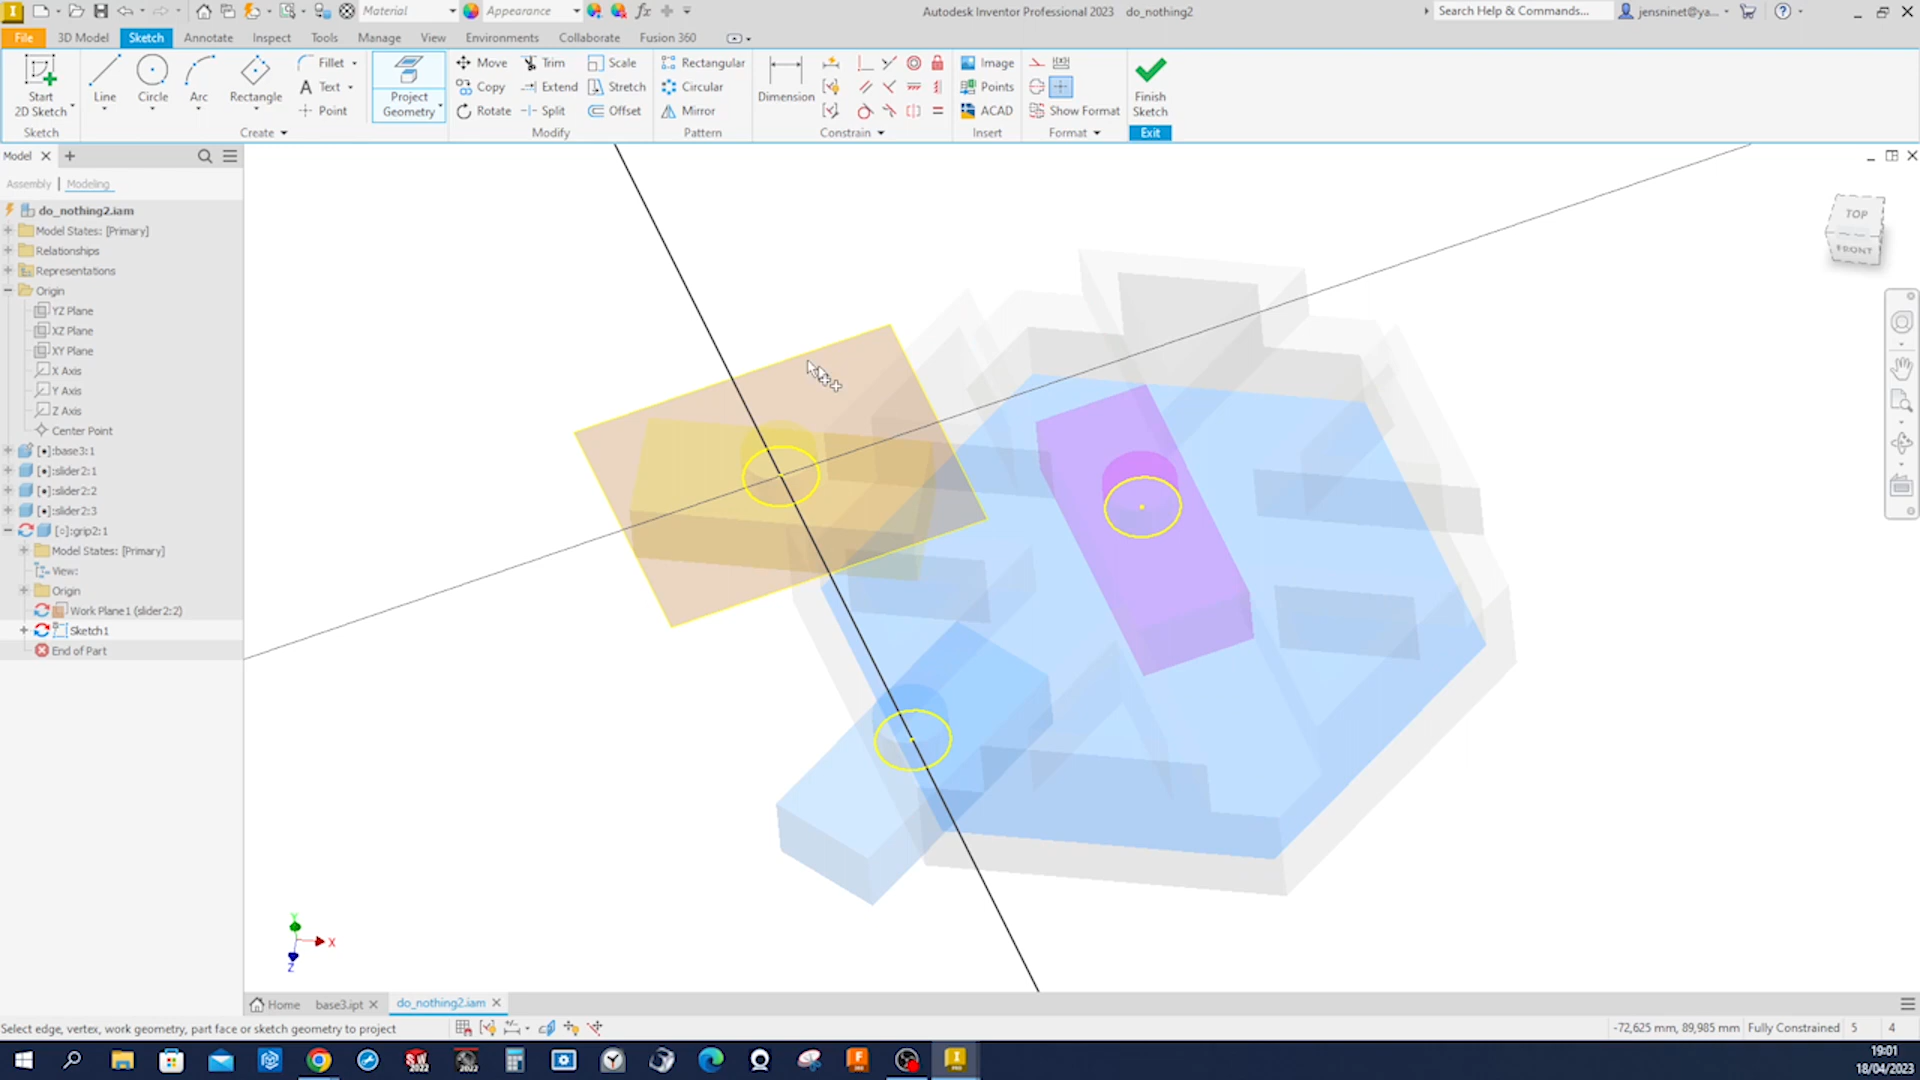 Material
Appearance
Autodesk Inventor Professional 2023 do_nothing2
Search Help & Commands...
jensninet@ya...
File 3D Model Sketch Annotate Inspect Tools Manage View Environments Collaborate Fusion 360
Start 2D Sketch
Line
Circle
Arc
Rectangle
Fillet
Text
Point
Project Geometry
Move
Copy
Rotate
Trim
Extend
Split
Scale
Stretch
Offset
Rectangular
Circular
Mirror
Dimension
Image
Points
ACAD
Show Format
Finish Sketch
Sketch Create Modify Pattern Constrain Insert Format Exit
Model
Assembly Modeling
do_nothing2.iam
Model States: [Primary]
Relationships
Representations
Origin
YZ Plane
XZ Plane
XY Plane
X Axis
Y Axis
Z Axis
Center Point
[•]:base3:1
[•]:slider2:1
[•]:slider2:2
[•]:slider2:3
[○]:grip2:1
Model States: [Primary]
View:
Origin
Work Plane1 (slider2:2)
Sketch1
End of Part
TOP
FRONT
Y
X
Z
Home base3.ipt do_nothing2.iam
Select edge, vertex, work geometry, part face or sketch geometry to project
-72,625 mm, 89,985 mm Fully Constrained 5 4
19:01
18/04/2023